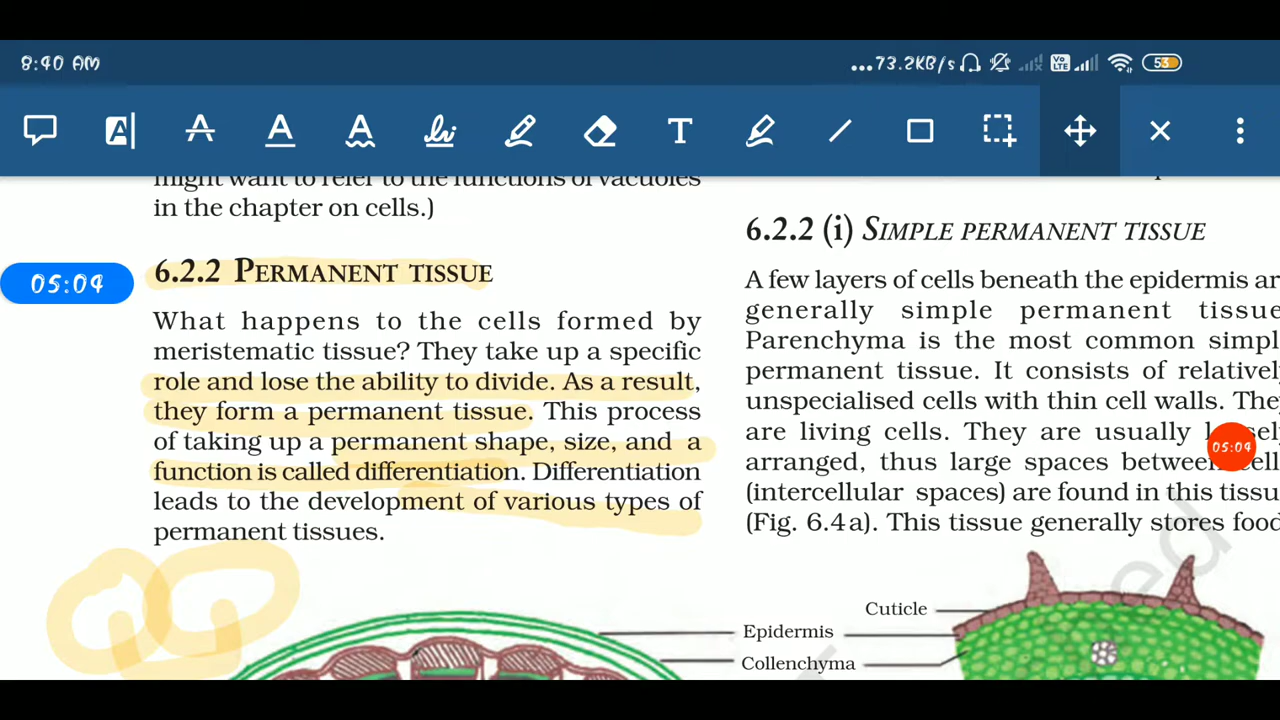 8:40 AM
...73.2KB/s
Vo LTE
53
A
A
A
A
T
might want to refer to the functions of vacuoles
in the chapter on cells.)
6.2.2 PERMANENT TISSUE
05:04
What happens to the cells formed by
meristematic tissue? They take up a specific
role and lose the ability to divide. As a result,
they form a permanent tissue. This process
of taking up a permanent shape, size, and a
function is called differentiation. Differentiation
leads to the development of various types of
permanent tissues.
6.2.2 (i) SIMPLE PERMANENT TISSUE
A few layers of cells beneath the epidermis ar
generally simple permanent tissue
Parenchyma is the most common simpl
permanent tissue. It consists of relatively
unspecialised cells with thin cell walls. They
are living cells. They are usually l sel
arranged, thus large spaces between cell
(intercellular spaces) are found in this tissu
(Fig. 6.4 a). This tissue generally stores food
05:04
Cuticle
Epidermis
Collenchyma